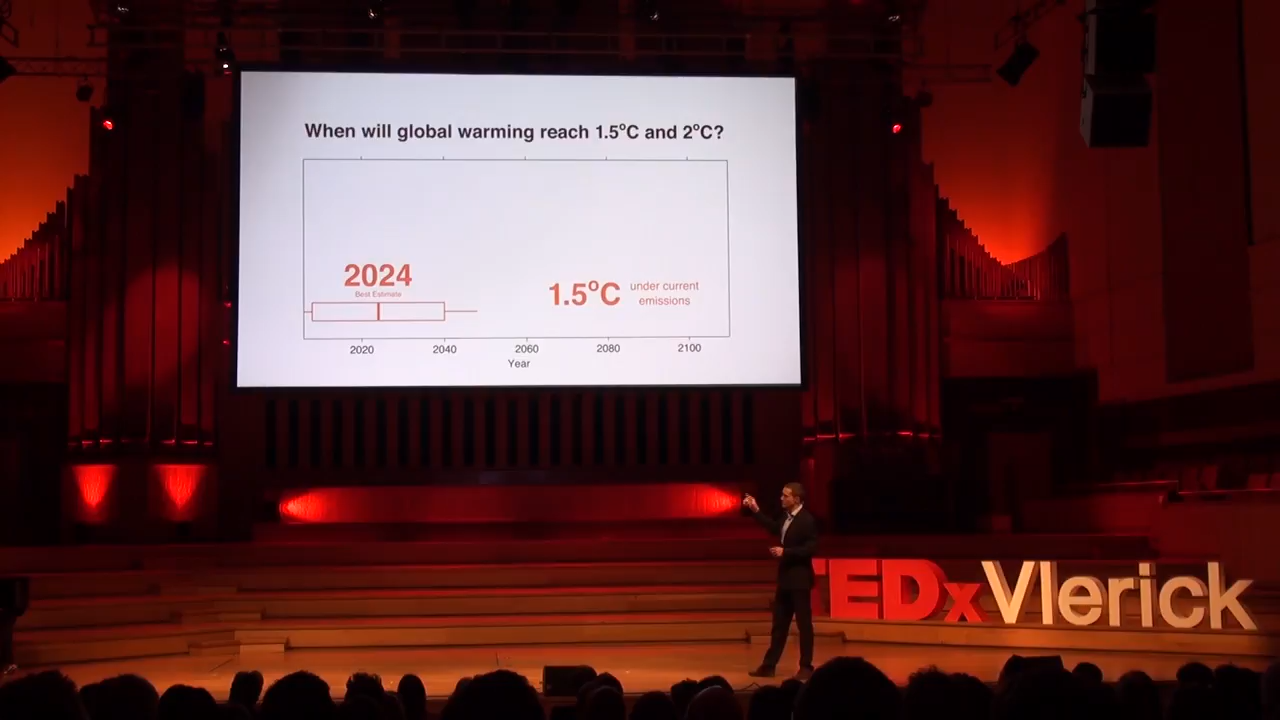 When will global warming reach 1.5°C and 2°C?
2024
Best Estimate
1.5°C
under current
emissions
2020 2040 2060 2080 2100
Year
TEDxVlerick